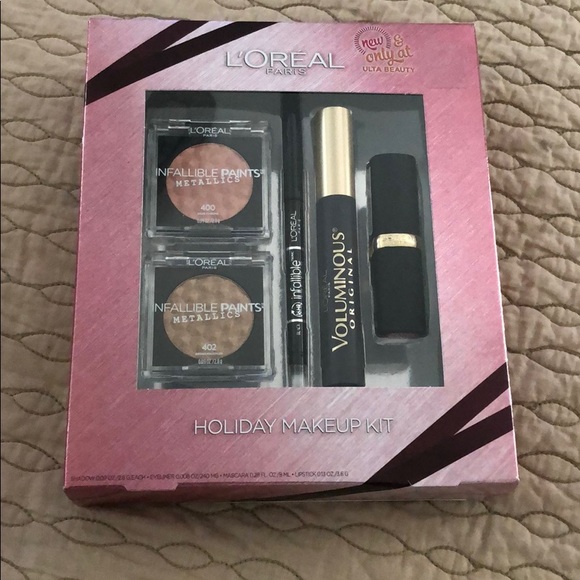 L'ORÉAL
PARIS
new &
only at
ULTA BEAUTY
L'ORÉAL
PARIS
INFALLIBLE PAINTS
METALLICS
400
L'ORÉAL
PARIS
INFALLIBLE PAINTS
METALLICS
402
L'ORÉAL
infallible
VOLUMINOUS®
ORIGINAL
HOLIDAY MAKEUP KIT